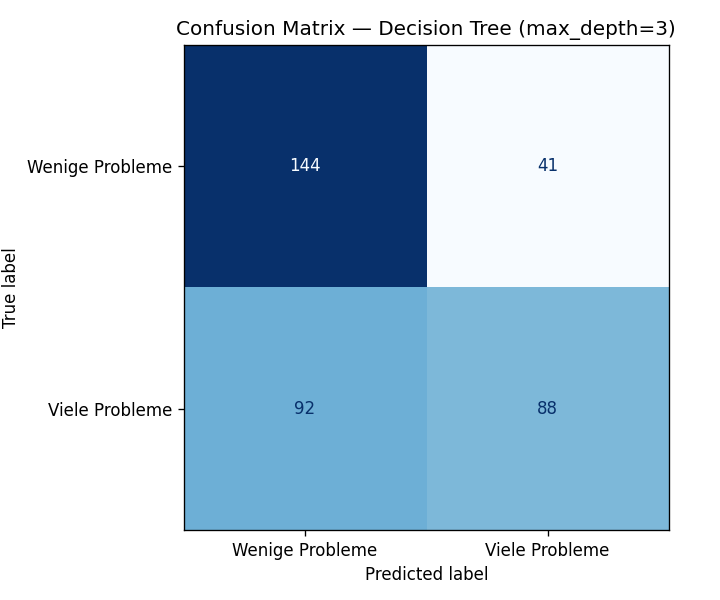 Confusion Matrix — Decision Tree (max_depth=3)
True label
Wenige Probleme
144
41
Viele Probleme
92
88
Wenige Probleme
Viele Probleme
Predicted label